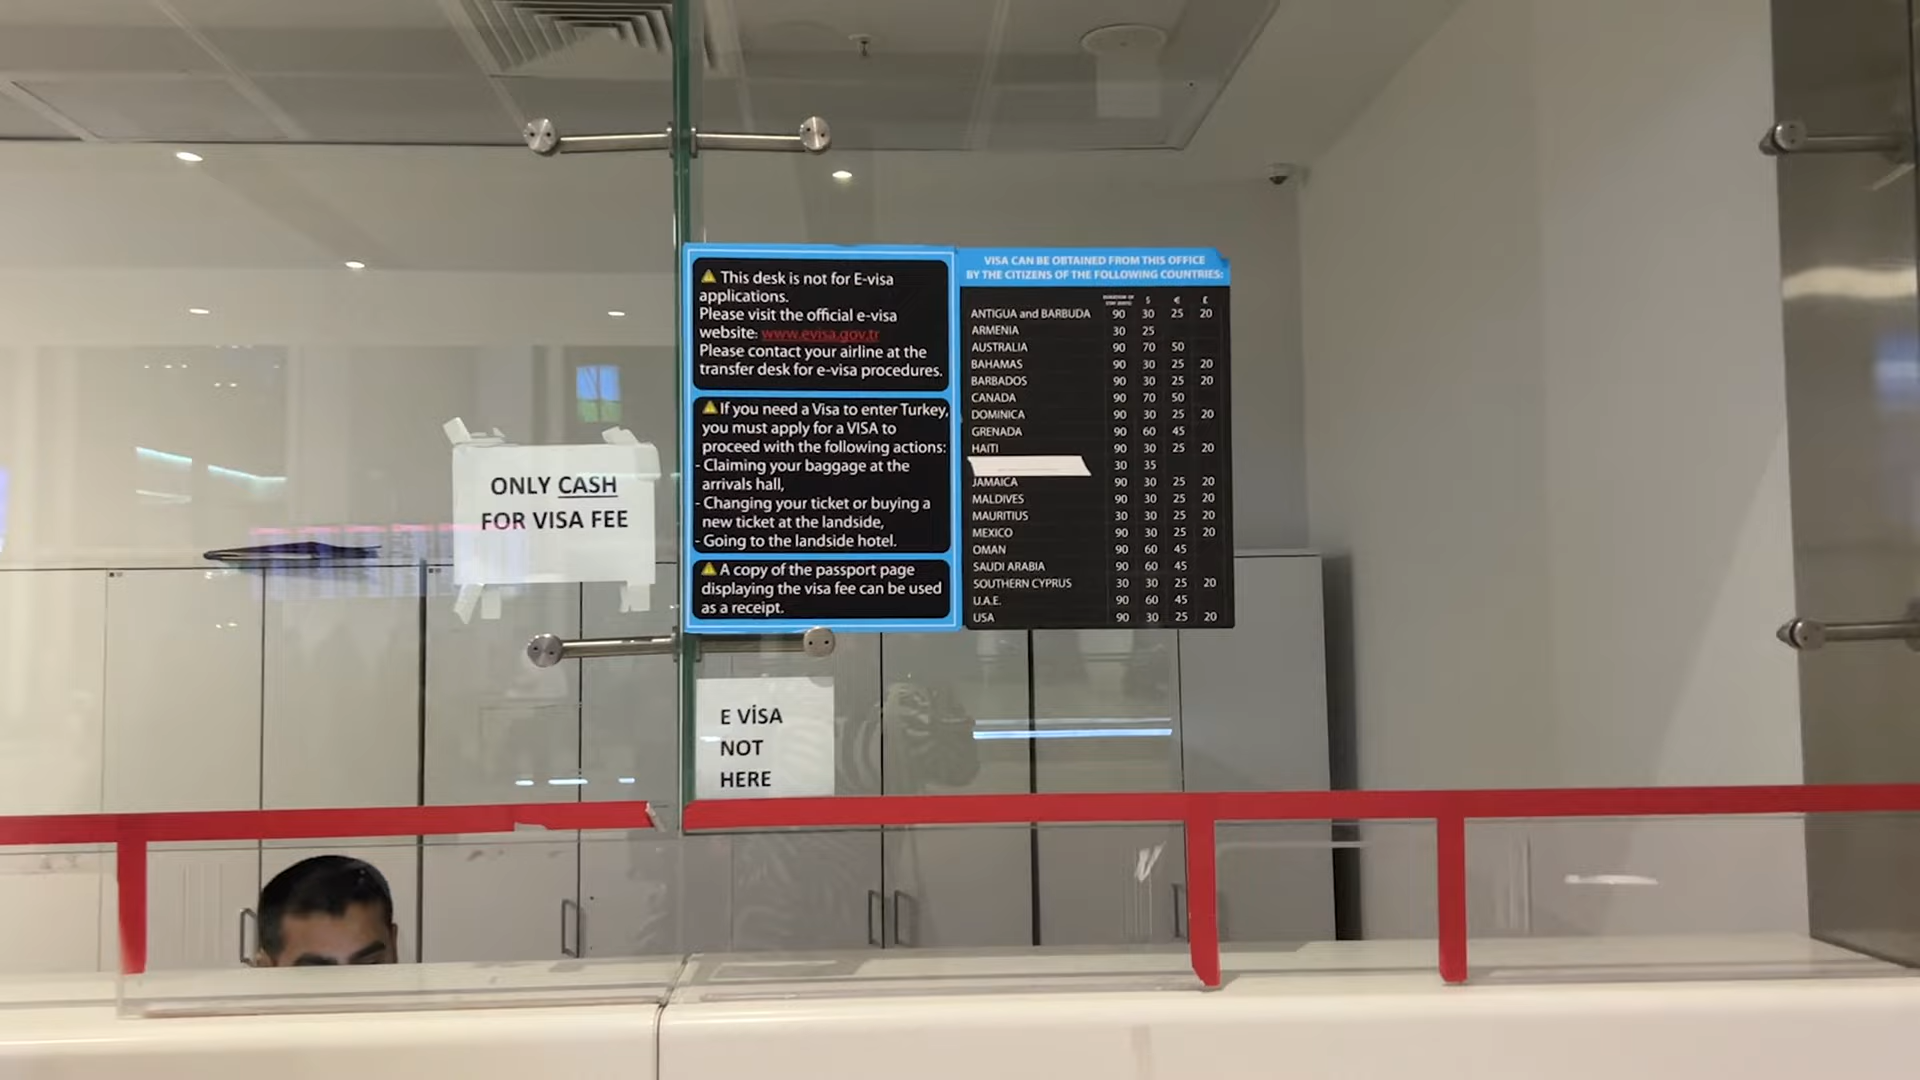 This desk is not for E-visa
applications.
Please visit the official e-visa
website: www.evisa.gov.tr
Please contact your airline at the
transfer desk for e-visa procedures.
If you need a Visa to enter Turkey,
you must apply for a VISA to
proceed with the following actions:
- Claiming your baggage at the
arrivals hall,
- Changing your ticket or buying a
new ticket at the landside,
- Going to the landside hotel.
A copy of the passport page
displaying the visa fee can be used
as a receipt.
VISA CAN BE OBTAINED FROM THIS OFFICE
BY THE CITIZENS OF THE FOLLOWING COUNTRIES:
DURATION OF
STAY (DAYS) $ € £
ANTIGUA and BARBUDA 90 30 25 20
ARMENIA 30 25
AUSTRALIA 90 70 50
BAHAMAS 90 30 25 20
BARBADOS 90 30 25 20
CANADA 90 70 50
DOMINICA 90 30 25 20
GRENADA 90 60 45
HAITI 90 30 25 20
30 35
JAMAICA 90 30 25 20
MALDIVES 90 30 25 20
MAURITIUS 30 30 25 20
MEXICO 90 30 25 20
OMAN 90 60 45
SAUDI ARABIA 90 60 45
SOUTHERN CYPRUS 30 30 25 20
U.A.E. 90 60 45
USA 90 30 25 20
ONLY CASH
FOR VISA FEE
E VİSA
NOT
HERE